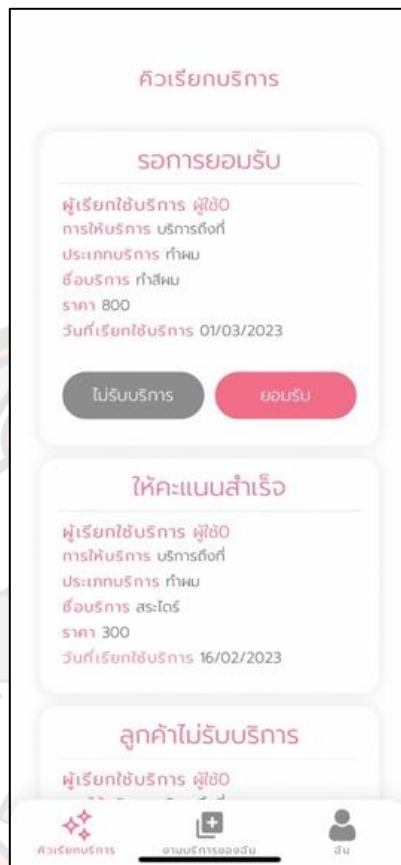 คิวเรียกบริการ
รอการยอมรับ
ผู้เรียกใช้บริการ ผู้ใช้0
การให้บริการ บริการถึงที่
ประเภทบริการ ทำผม
ชื่อบริการ ทำสีผม
ราคา 800
วันที่เรียกใช้บริการ 01/03/2023
ไม่รับบริการ ยอมรับ
ให้คะแนนสำเร็จ
ผู้เรียกใช้บริการ ผู้ใช้0
การให้บริการ บริการถึงที่
ประเภทบริการ ทำผม
ชื่อบริการ สระไดร์
ราคา 300
วันที่เรียกใช้บริการ 16/02/2023
ลูกค้าไม่รับบริการ
ผู้เรียกใช้บริการ ผู้ใช้0
คิวเรียกบริการ งานบริการของฉัน ฉัน